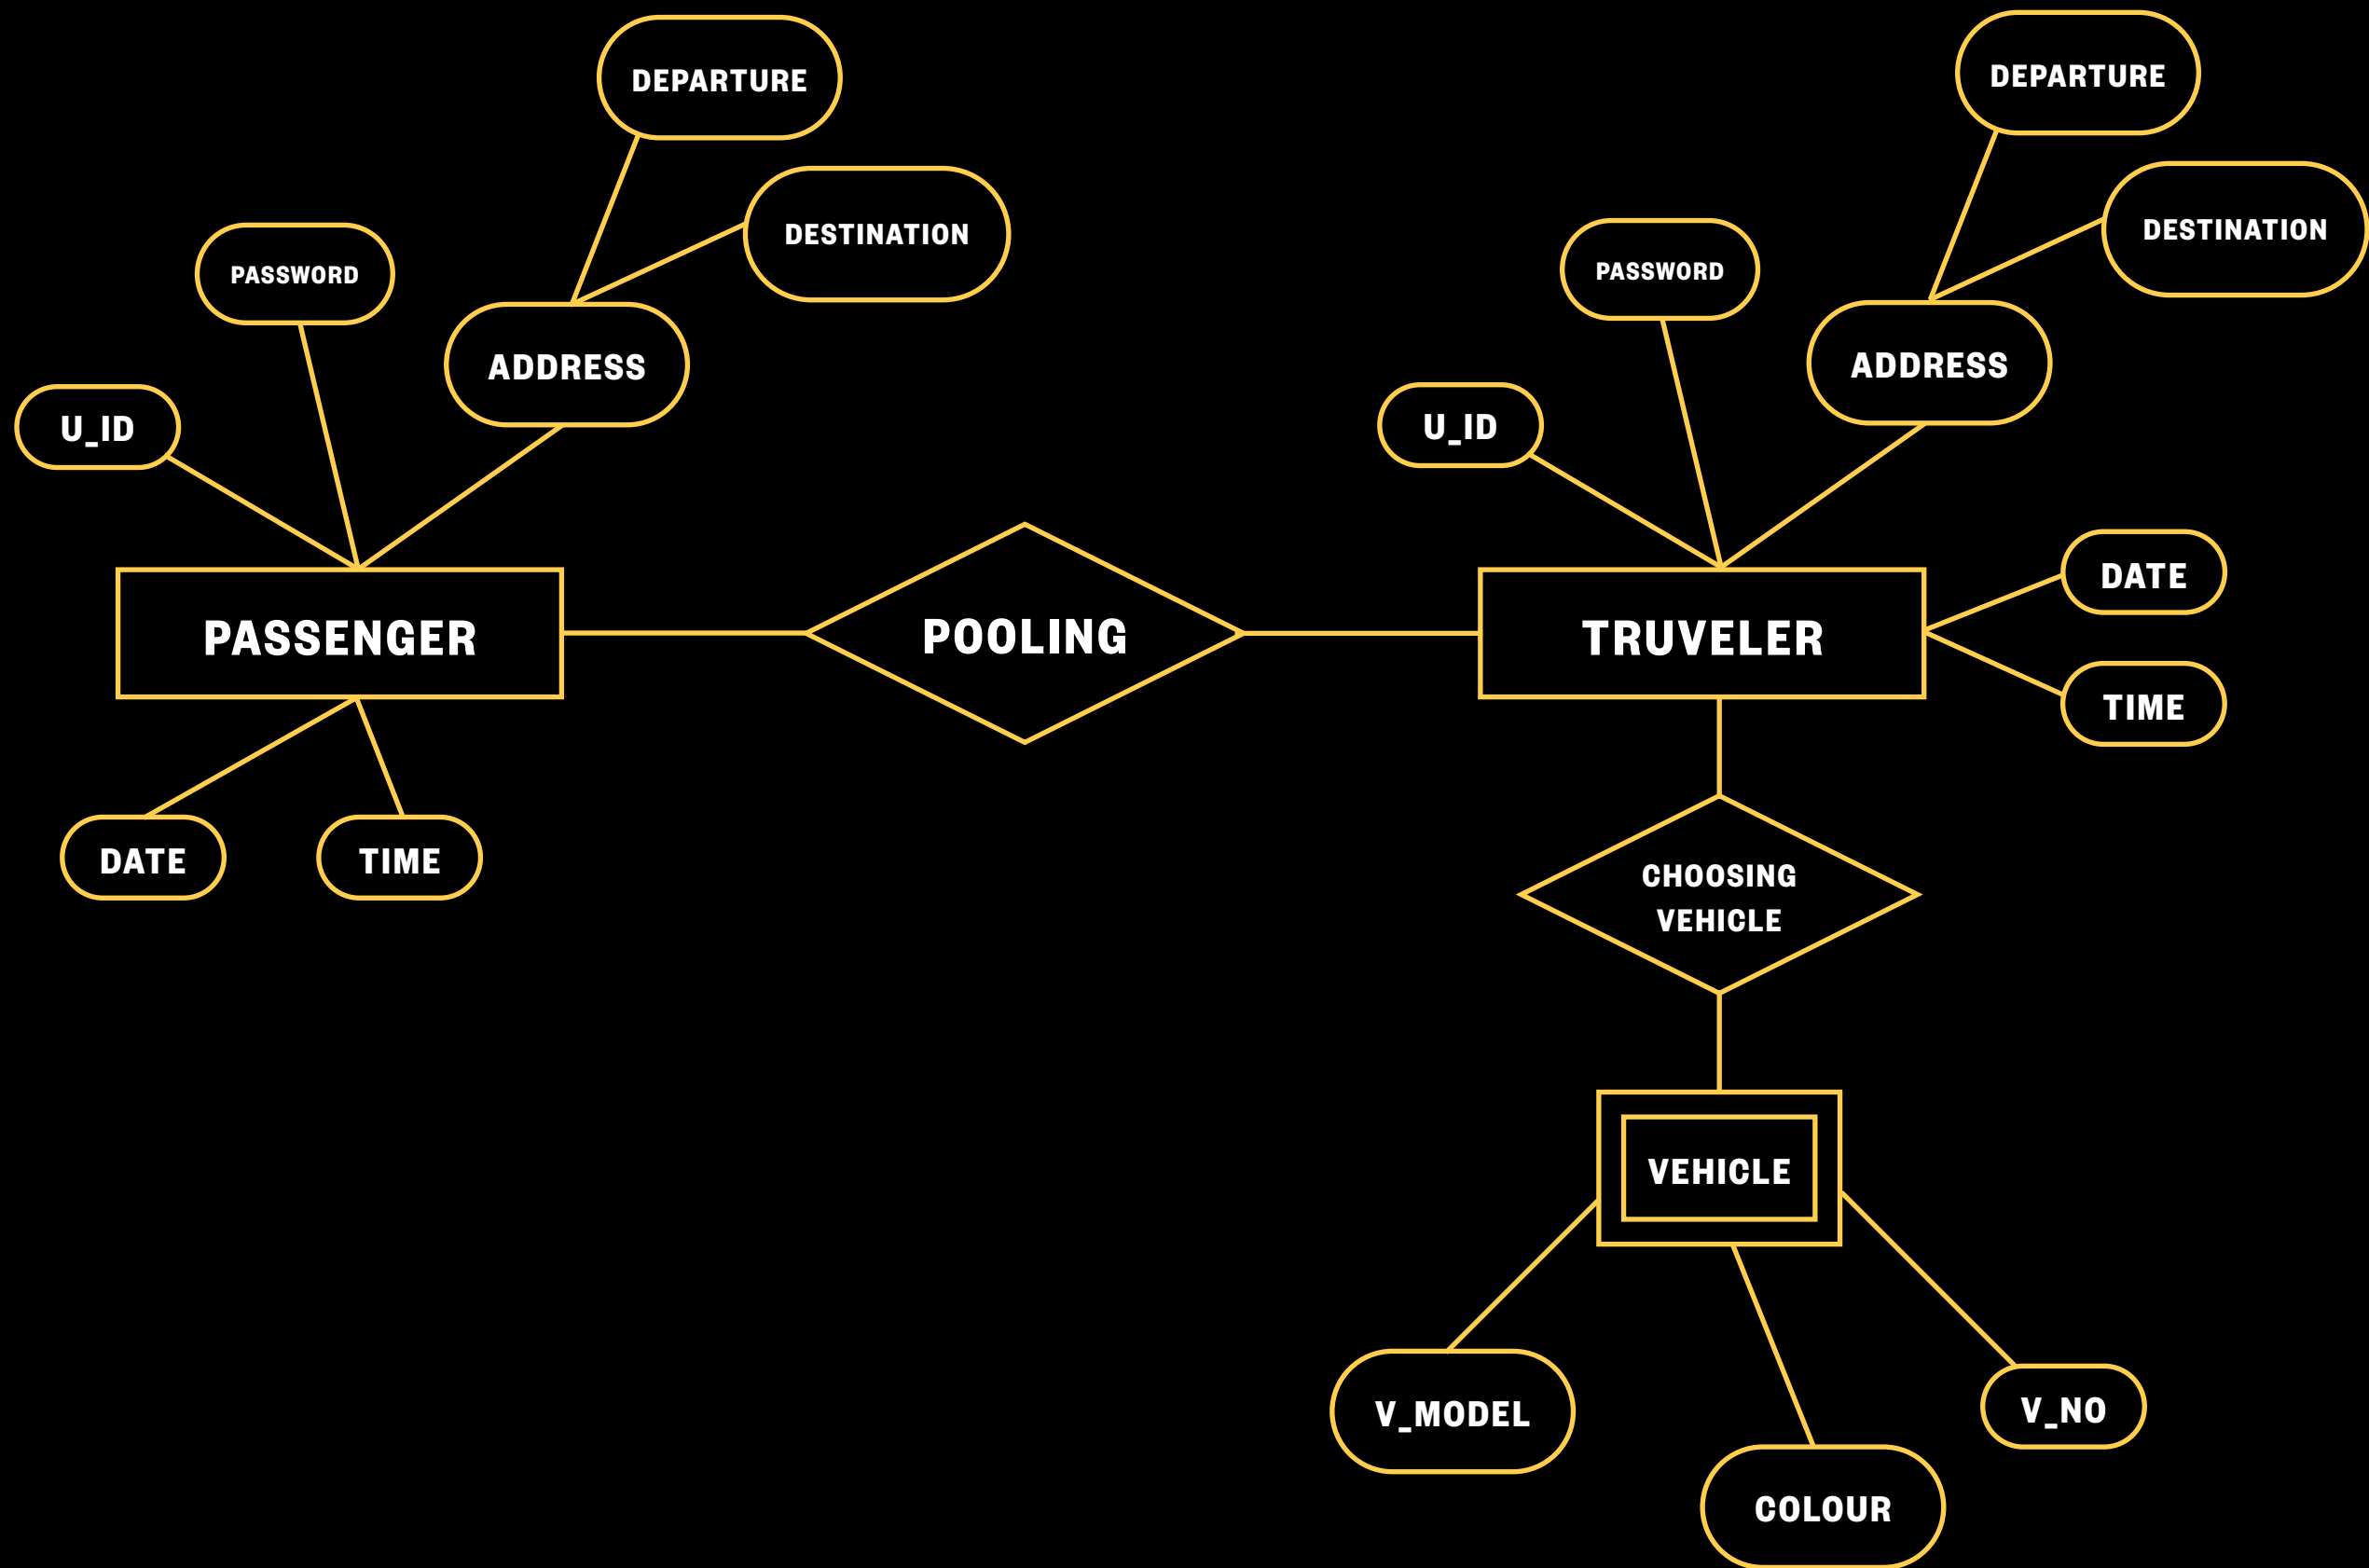 DEPARTURE
DEPARTURE
DESTINATION
DESTINATION
PASSWORD
PASSWORD
ADDRESS
ADDRESS
U_ID
U_ID
DATE
PASSENGER
POOLING
TRUVELER
TIME
DATE
TIME
CHOOSING
VEHICLE
VEHICLE
V_MODEL
V_NO
COLOUR